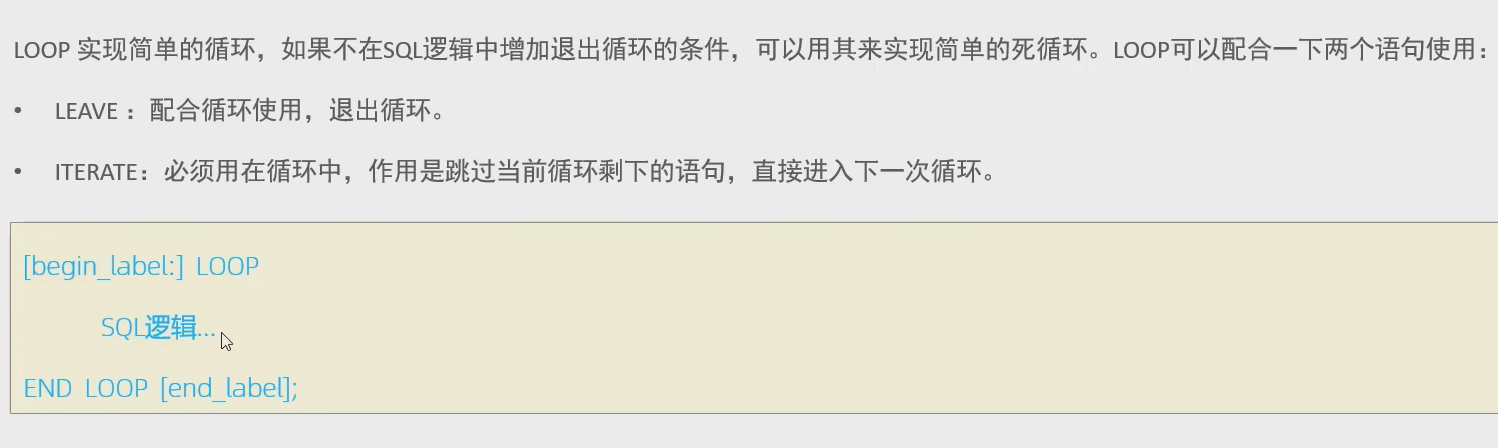 LOOP 实现简单的循环，如果不在SQL逻辑中增加退出循环的条件，可以用其来实现简单的死循环。LOOP可以配合一下两个语句使用：
• LEAVE ：配合循环使用，退出循环。
• ITERATE：必须用在循环中，作用是跳过当前循环剩下的语句，直接进入下一次循环。
[begin_label:] LOOP
SQL逻辑...
END LOOP [end_label];